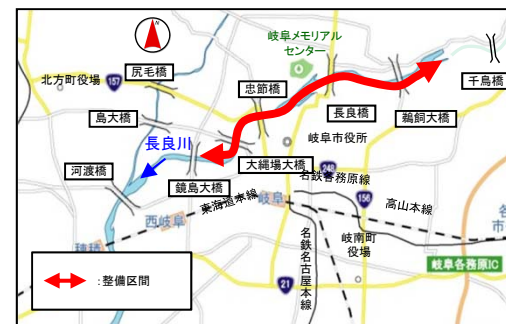 岐阜メモリアル
センター
千鳥橋
尻毛橋
157
北方町役場
忠節橋
島大橋
長良橋
鵜飼大橋
長良川
岐阜市役所
河渡橋
大縄場大橋
鏡島大橋
248
名鉄各務原線
東海道本線
岐阜
156
高山本線
西岐阜
穂積
名鉄名古屋本線
岐南町
役場
各
市
岐阜各務原IC
21
:整備区間